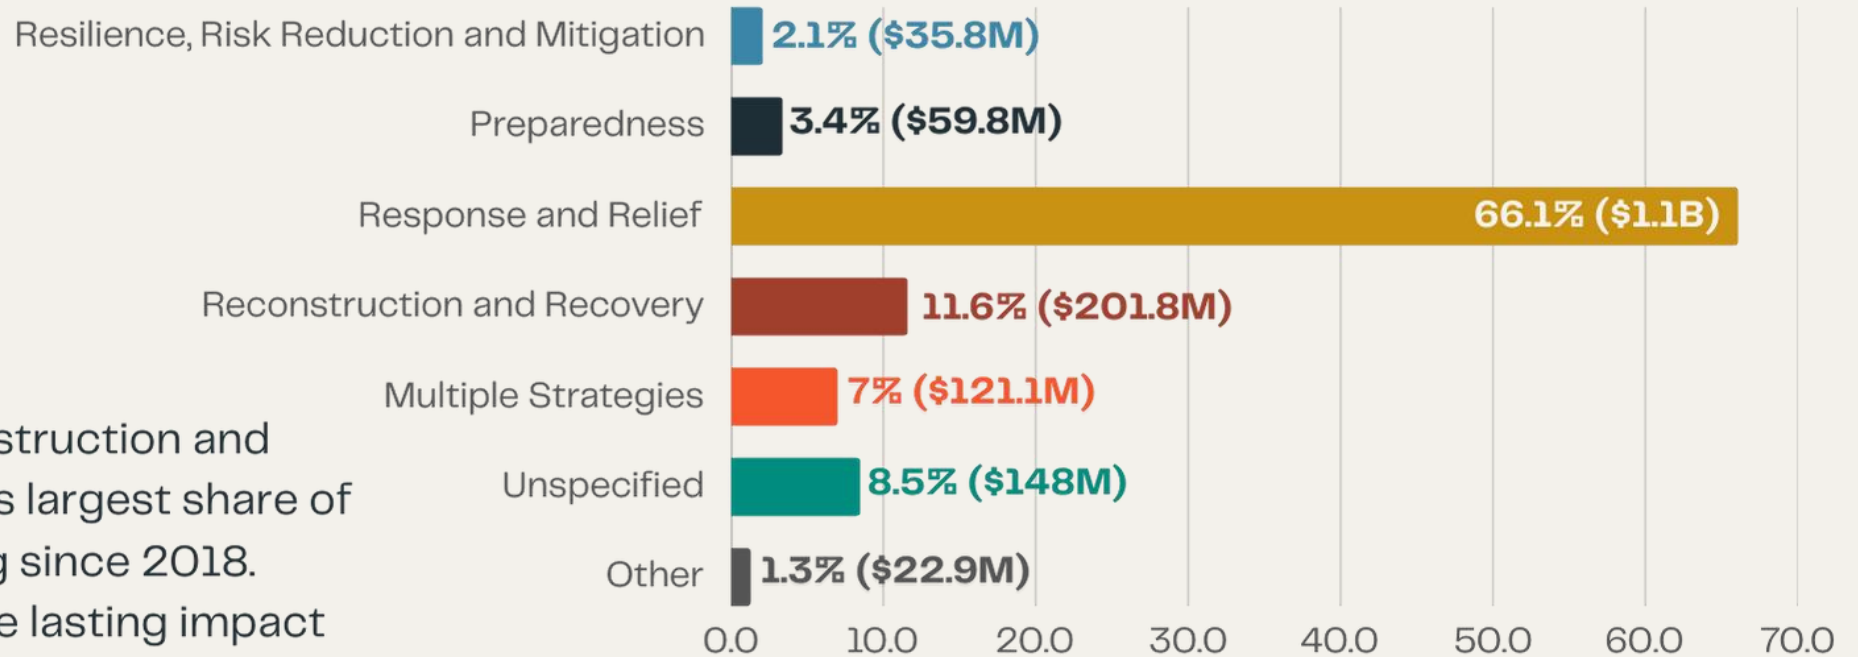 Resilience, Risk Reduction and Mitigation 2.1% ($35.8M)
Preparedness 3.4% ($59.8M)
Response and Relief 66.1% ($1.1B)
Reconstruction and Recovery 11.6% ($201.8M)
Multiple Strategies 7% ($121.1M)
Unspecified 8.5% ($148M)
Other 1.3% ($22.9M)
0.0 10.0 20.0 30.0 40.0 50.0 60.0 70.0
struction and
s largest share of
g since 2018.
e lasting impact